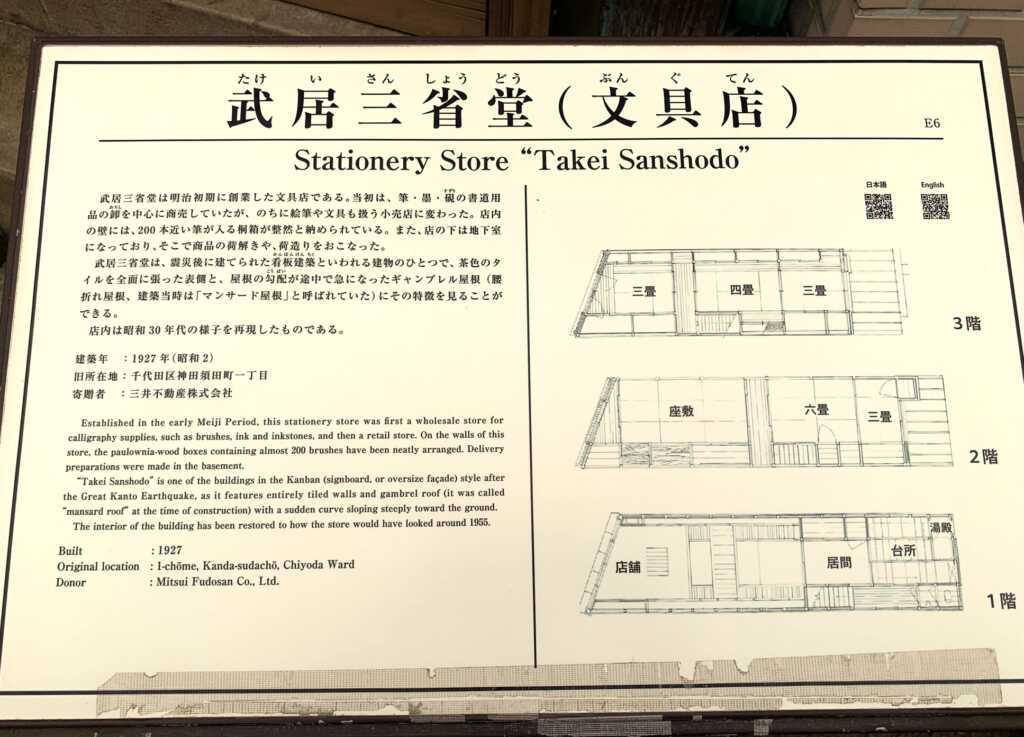 たけ い さん しょう どう ぶん ぐ てん
武居三省堂(文具店)
E6
Stationery Store “Takei Sanshodo”
日本語 English
武居三省堂は明治初期に創業した文具店である。当初は、筆・墨・硯の書道用
品の卸を中心に商売していたが、のちに絵筆や文具も扱う小売店に変わった。店内
の壁には、200本近い筆が入る桐箱が整然と納められている。また、店の下は地下室
になっており、そこで商品の荷解きや、荷造りをおこなった。
武居三省堂は、震災後に建てられた看板建築といわれる建物のひとつで、茶色のタ
イルを全面に張った表側と、屋根の勾配が途中で急になったギャンブレル屋根(腰
折れ屋根、建築当時は「マンサード屋根」と呼ばれていた)にその特徴を見ることが
できる。
店内は昭和30年代の様子を再現したものである。
建築年 :1927年(昭和2)
旧所在地:千代田区神田須田町一丁目
寄贈者 :三井不動産株式会社
Established in the early Meiji Period, this stationery store was first a wholesale store for
calligraphy supplies, such as brushes, ink and inkstones, and then a retail store. On the walls of this
store, the paulownia-wood boxes containing almost 200 brushes have been neatly arranged. Delivery
preparations were made in the basement.
“Takei Sanshodo” is one of the buildings in the Kanban (signboard, or oversize façade) style after
the Great Kanto Earthquake, as it features entirely tiled walls and gambrel roof (it was called
“mansard roof” at the time of construction) with a sudden curve sloping steeply toward the ground.
The interior of the building has been restored to how the store would have looked around 1955.
Built : 1927
Original location : 1-chōme, Kanda-sudachō, Chiyoda Ward
Donor : Mitsui Fudosan Co., Ltd.
三畳 四畳 三畳
3階
座敷 六畳 三畳
2階
店舗 居間 台所 湯殿
1階